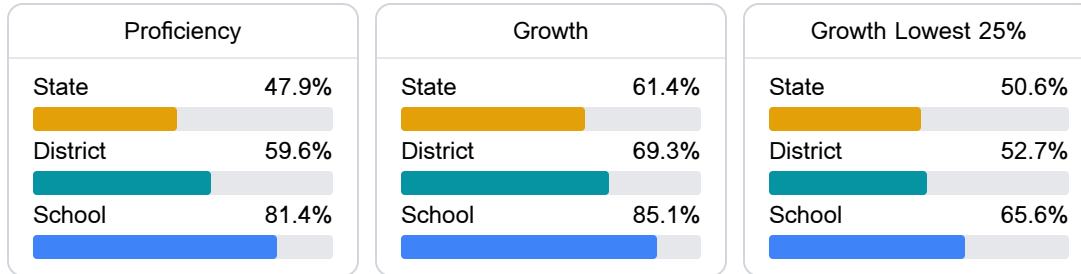 Proficiency
State 47.9%
District 59.6%
School 81.4%
Growth
State 61.4%
District 69.3%
School 85.1%
Growth Lowest 25%
State 50.6%
District 52.7%
School 65.6%